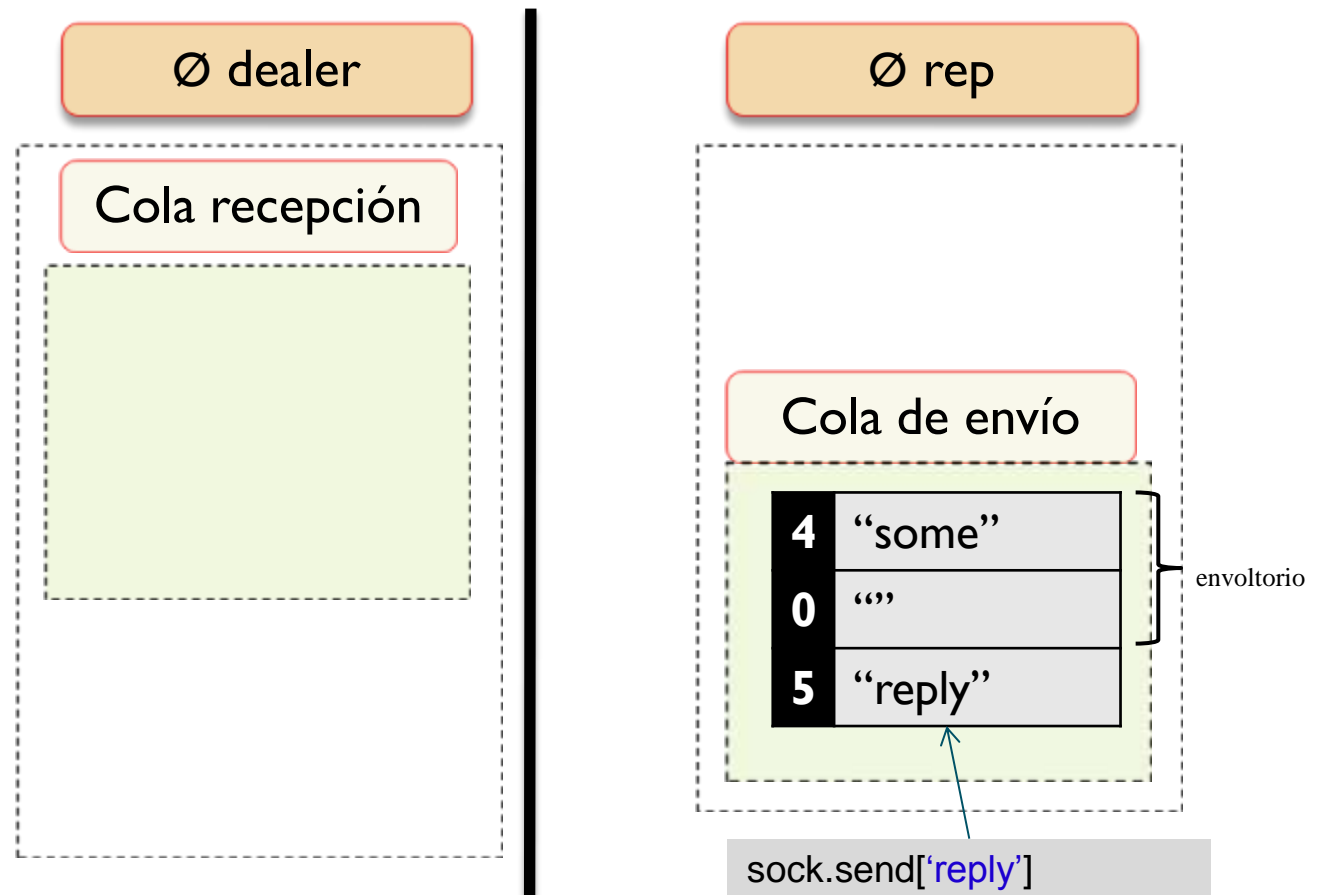 Ø dealer
Cola recepción
Ø rep
Cola de envío
4 “some”
0 “”
5 “reply”
envoltorio
sock.send[‘reply’]